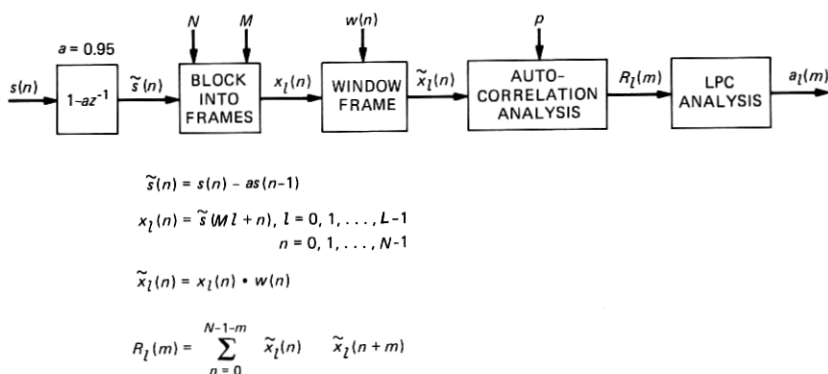 N M w(n) p
a = 0.95
s(n) 1–az⁻¹ s̃(n) BLOCK INTO FRAMES x_l(n) WINDOW FRAME x̃_l(n) AUTO-CORRELATION ANALYSIS R_l(m) LPC ANALYSIS a_l(m)
s̃(n) = s(n) – as(n–1)
x_l(n) = s̃(Ml + n), l = 0, 1, . . . , L–1
n = 0, 1, . . . , N–1
x̃_l(n) = x_l(n) • w(n)
R_l(m) = ∑_{n = 0}^{N–1–m} x̃_l(n) x̃_l(n + m)